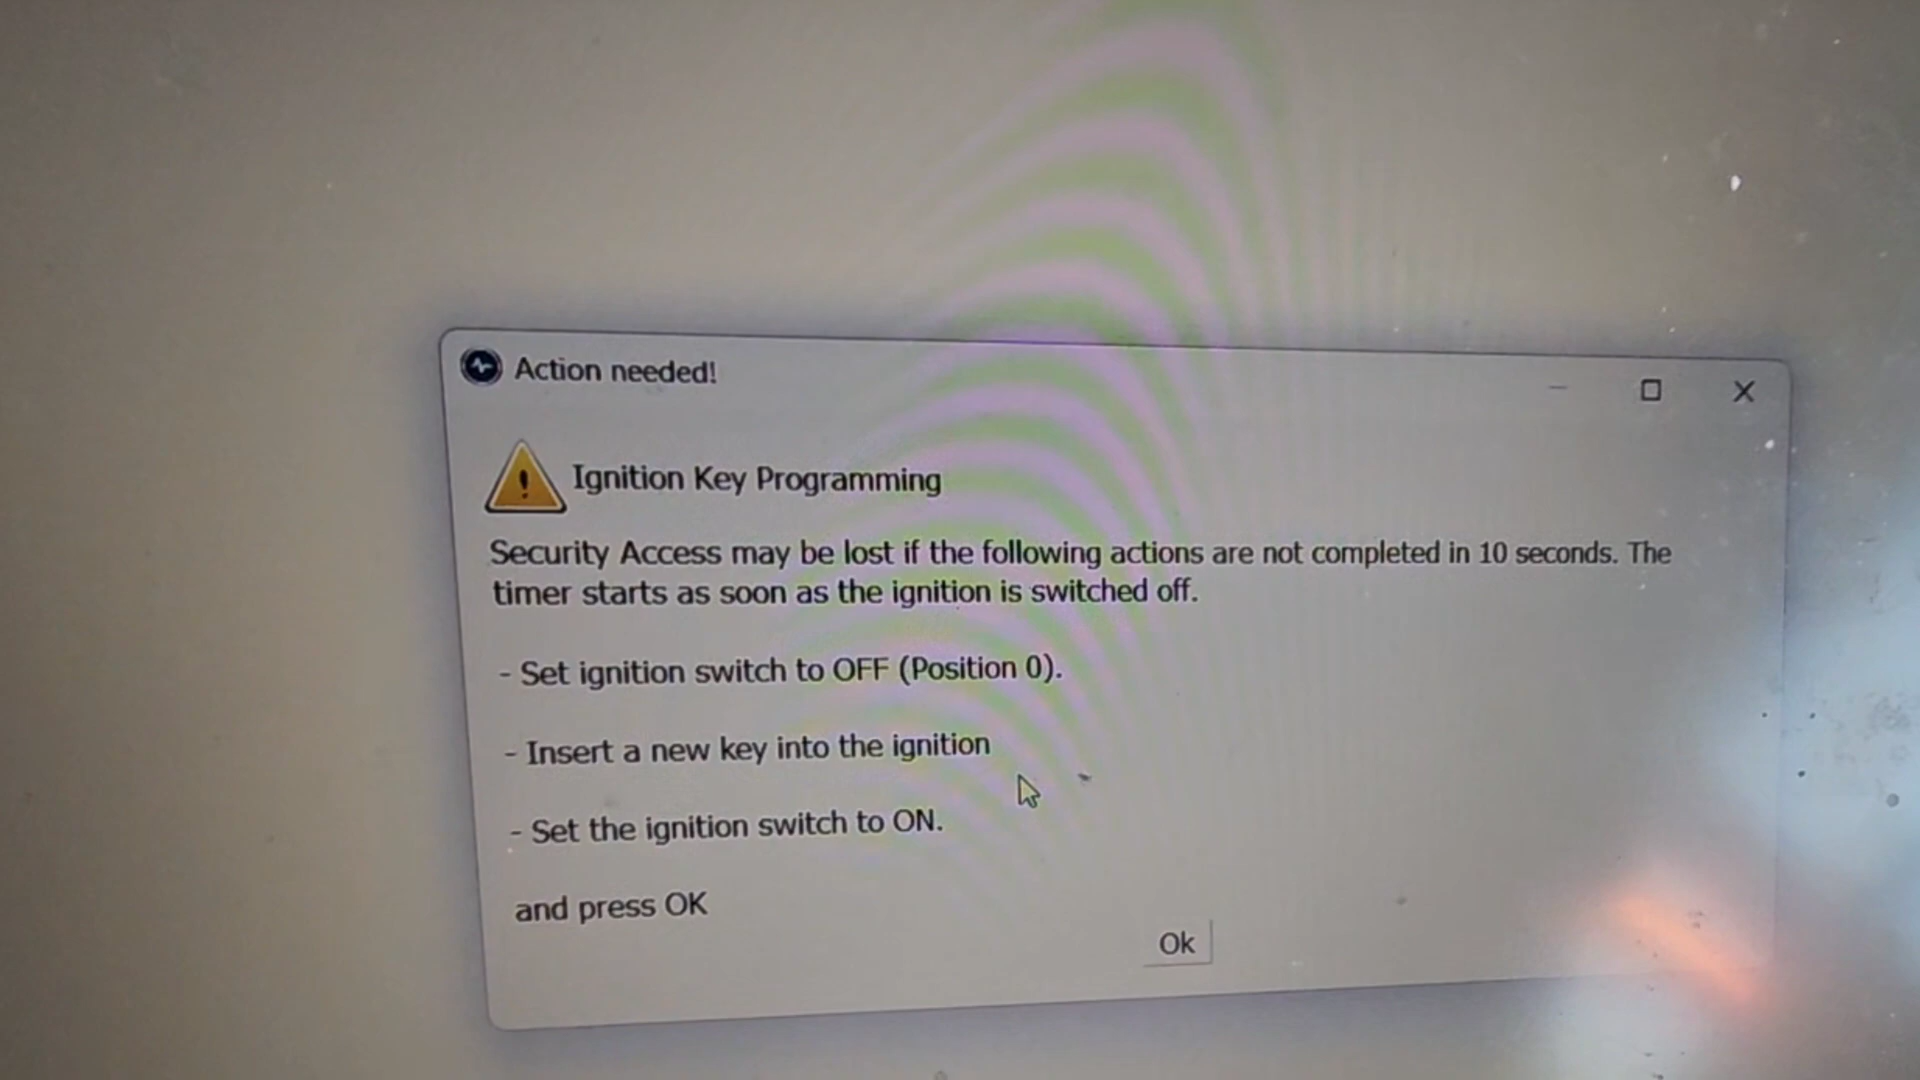 Action needed!
Ignition Key Programming
Security Access may be lost if the following actions are not completed in 10 seconds. The
timer starts as soon as the ignition is switched off.
- Set ignition switch to OFF (Position 0).
- Insert a new key into the ignition
- Set the ignition switch to ON.
and press OK
Ok